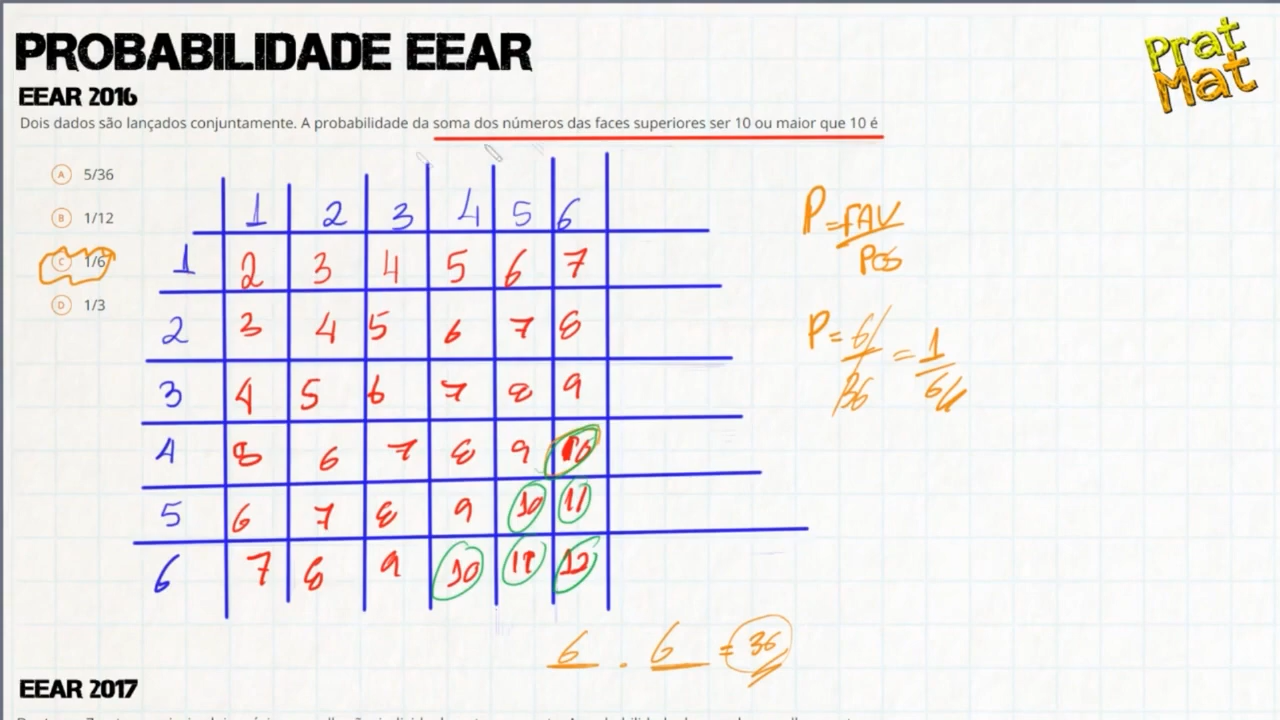 PROBABILIDADE EEAR
Prat
Mat
EEAR 2016
Dois dados são lançados conjuntamente. A probabilidade da soma dos números das faces superiores ser 10 ou maior que 10 é
A 5/36
B 1/12
C 1/6
D 1/3
1 2 3 4 5 6
1 2 3 4 5 6 7
2 3 4 5 6 7 8
3 4 5 6 7 8 9
4 8 6 7 8 9 10
5 6 7 8 9 10 11
6 7 8 9 10 11 12
P = FAV
POS
P = 6/36 = 1/6
6 . 6 = 36
EEAR 2017